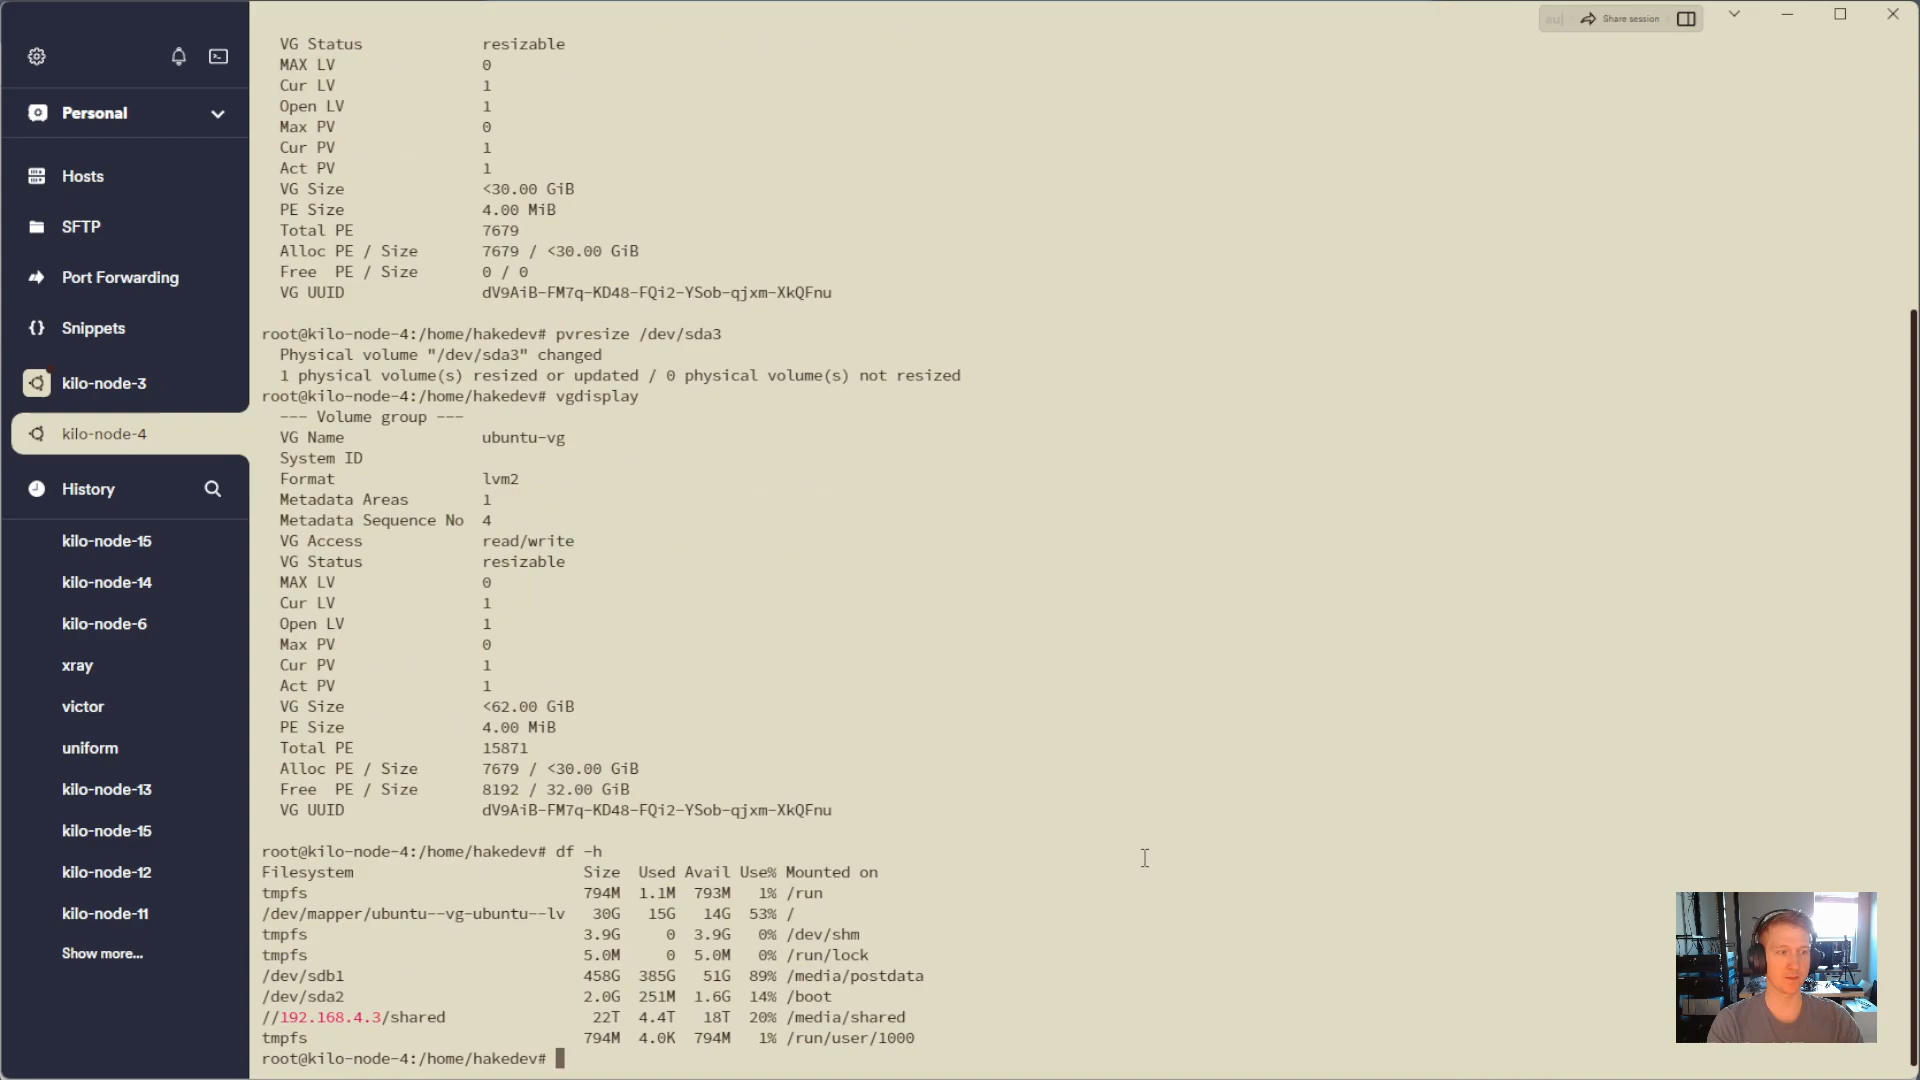 Share session
Personal
Hosts
SFTP
Port Forwarding
Snippets
kilo-node-3
kilo-node-4
History
kilo-node-15
kilo-node-14
kilo-node-6
xray
victor
uniform
kilo-node-13
kilo-node-15
kilo-node-12
kilo-node-11
Show more...
VG Status resizable
MAX LV 0
Cur LV 1
Open LV 1
Max PV 0
Cur PV 1
Act PV 1
VG Size <30.00 GiB
PE Size 4.00 MiB
Total PE 7679
Alloc PE / Size 7679 / <30.00 GiB
Free PE / Size 0 / 0
VG UUID dV9AiB-FM7q-KD48-FQi2-YSob-qjxm-XkQFnu
root@kilo-node-4:/home/hakedev# pvresize /dev/sda3
Physical volume "/dev/sda3" changed
1 physical volume(s) resized or updated / 0 physical volume(s) not resized
root@kilo-node-4:/home/hakedev# vgdisplay
--- Volume group ---
VG Name ubuntu-vg
System ID
Format lvm2
Metadata Areas 1
Metadata Sequence No 4
VG Access read/write
VG Status resizable
MAX LV 0
Cur LV 1
Open LV 1
Max PV 0
Cur PV 1
Act PV 1
VG Size <62.00 GiB
PE Size 4.00 MiB
Total PE 15871
Alloc PE / Size 7679 / <30.00 GiB
Free PE / Size 8192 / 32.00 GiB
VG UUID dV9AiB-FM7q-KD48-FQi2-YSob-qjxm-XkQFnu
root@kilo-node-4:/home/hakedev# df -h
Filesystem Size Used Avail Use% Mounted on
tmpfs 794M 1.1M 793M 1% /run
/dev/mapper/ubuntu--vg-ubuntu--lv 30G 15G 14G 53% /
tmpfs 3.9G 0 3.9G 0% /dev/shm
tmpfs 5.0M 0 5.0M 0% /run/lock
/dev/sdb1 458G 385G 51G 89% /media/postdata
/dev/sda2 2.0G 251M 1.6G 14% /boot
//192.168.4.3/shared 22T 4.4T 18T 20% /media/shared
tmpfs 794M 4.0K 794M 1% /run/user/1000
root@kilo-node-4:/home/hakedev#